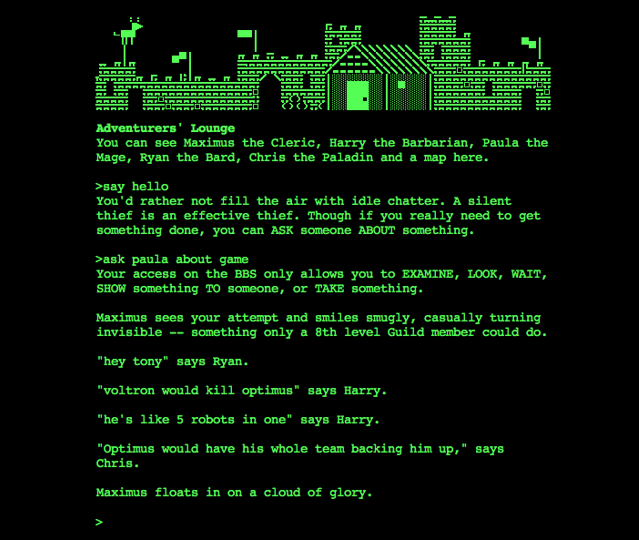 Adventurers' Lounge
You can see Maximus the Cleric, Harry the Barbarian, Paula the
Mage, Ryan the Bard, Chris the Paladin and a map here.
>say hello
You'd rather not fill the air with idle chatter. A silent
thief is an effective thief. Though if you really need to get
something done, you can ASK someone ABOUT something.
>ask paula about game
Your access on the BBS only allows you to EXAMINE, LOOK, WAIT,
SHOW something TO someone, or TAKE something.
Maximus sees your attempt and smiles smugly, casually turning
invisible -- something only a 8th level Guild member could do.
"hey tony" says Ryan.
"voltron would kill optimus" says Harry.
"he's like 5 robots in one" says Harry.
"Optimus would have his whole team backing him up," says
Chris.
Maximus floats in on a cloud of glory.
>